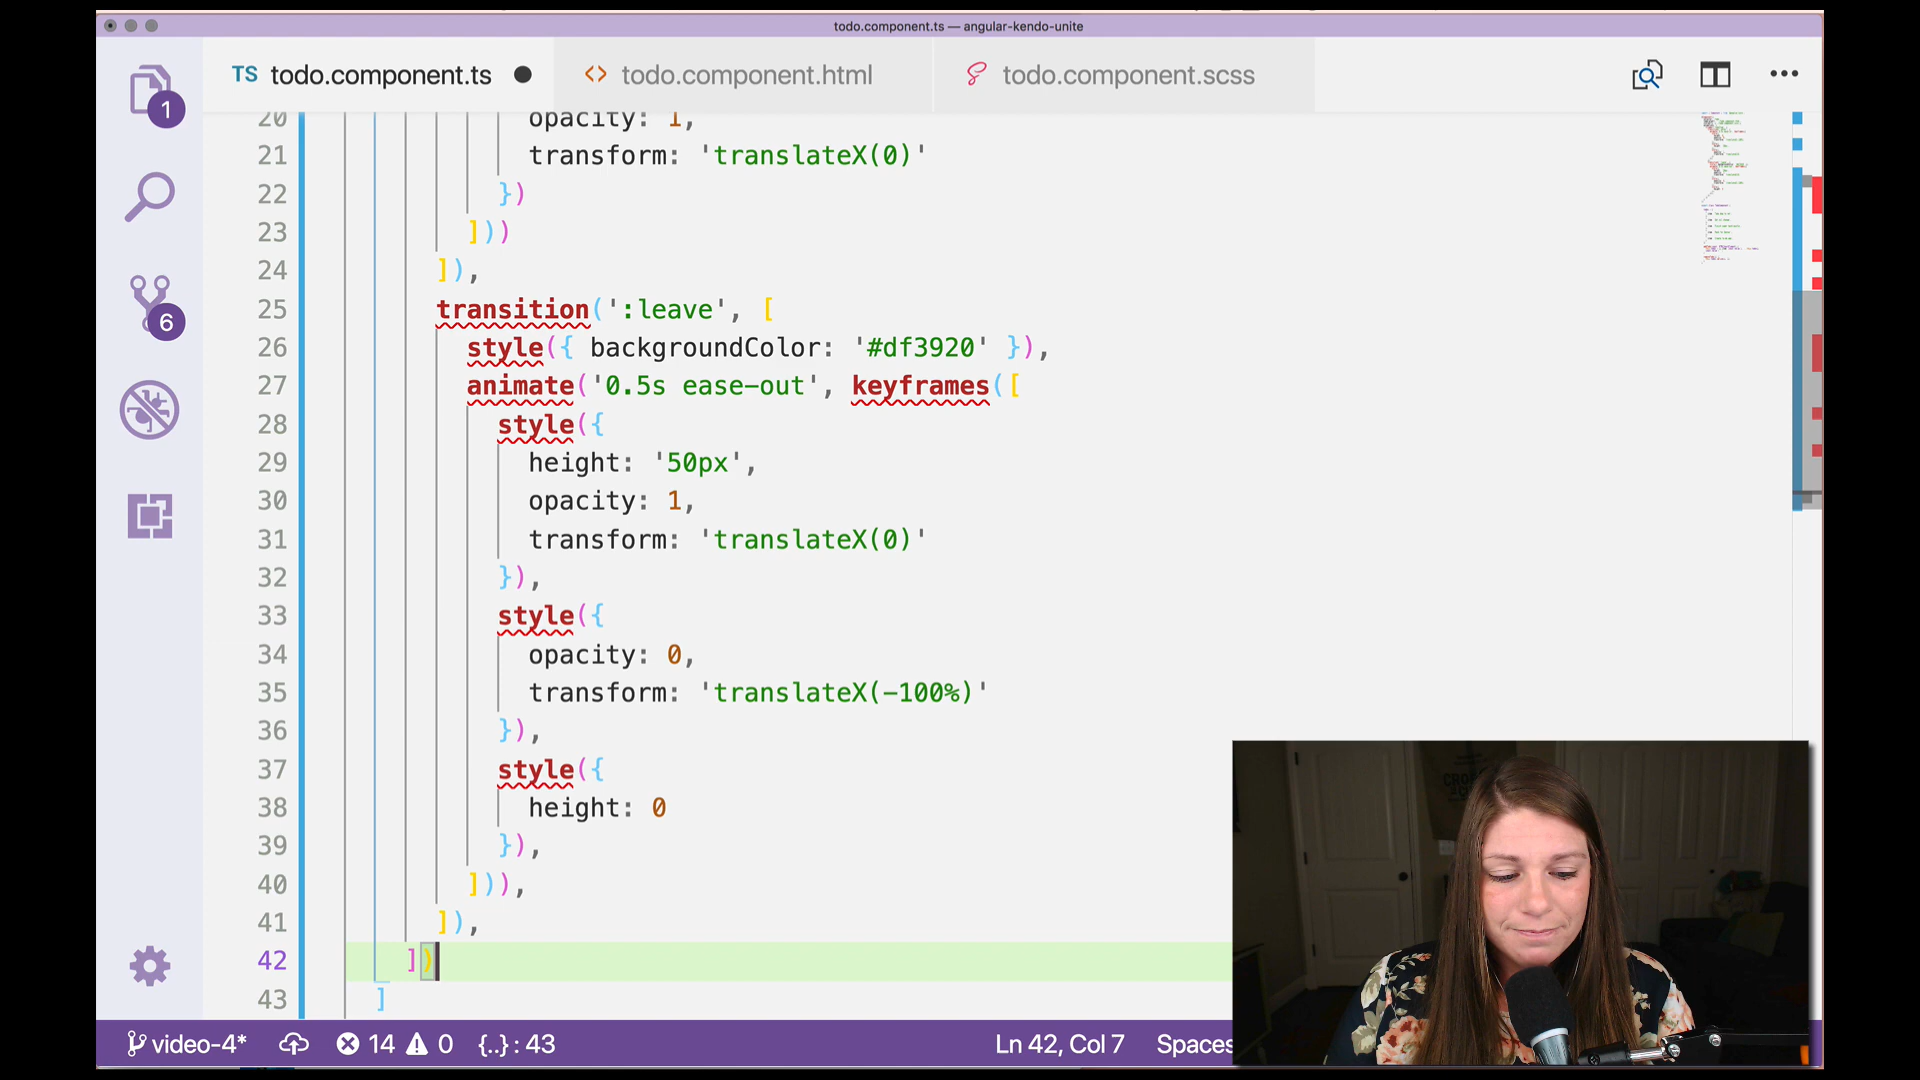 todo.component.ts — angular-kendo-unite
TS todo.component.ts
todo.component.html
todo.component.scss
1
6
20 opacity: 1,
21 transform: 'translateX(0)'
22 })
23 ]))
24 ]),
25 transition(':leave', [
26 style({ backgroundColor: '#df3920' }),
27 animate('0.5s ease-out', keyframes([
28 style({
29 height: '50px',
30 opacity: 1,
31 transform: 'translateX(0)'
32 }),
33 style({
34 opacity: 0,
35 transform: 'translateX(-100%)'
36 }),
37 style({
38 height: 0
39 }),
40 ])),
41 ]),
42 ])
43 ]
video-4* 14 0 {..} : 43 Ln 42, Col 7 Spaces